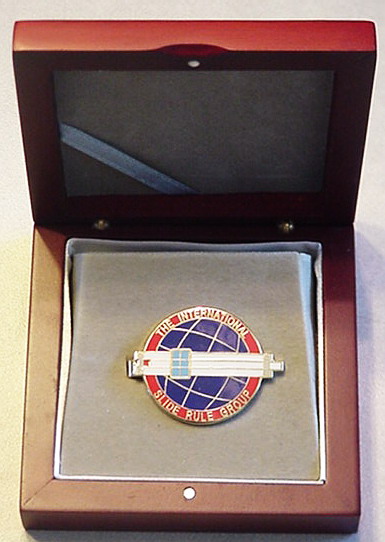 THE INTERNATIONAL
SLIDE RULE GROUP